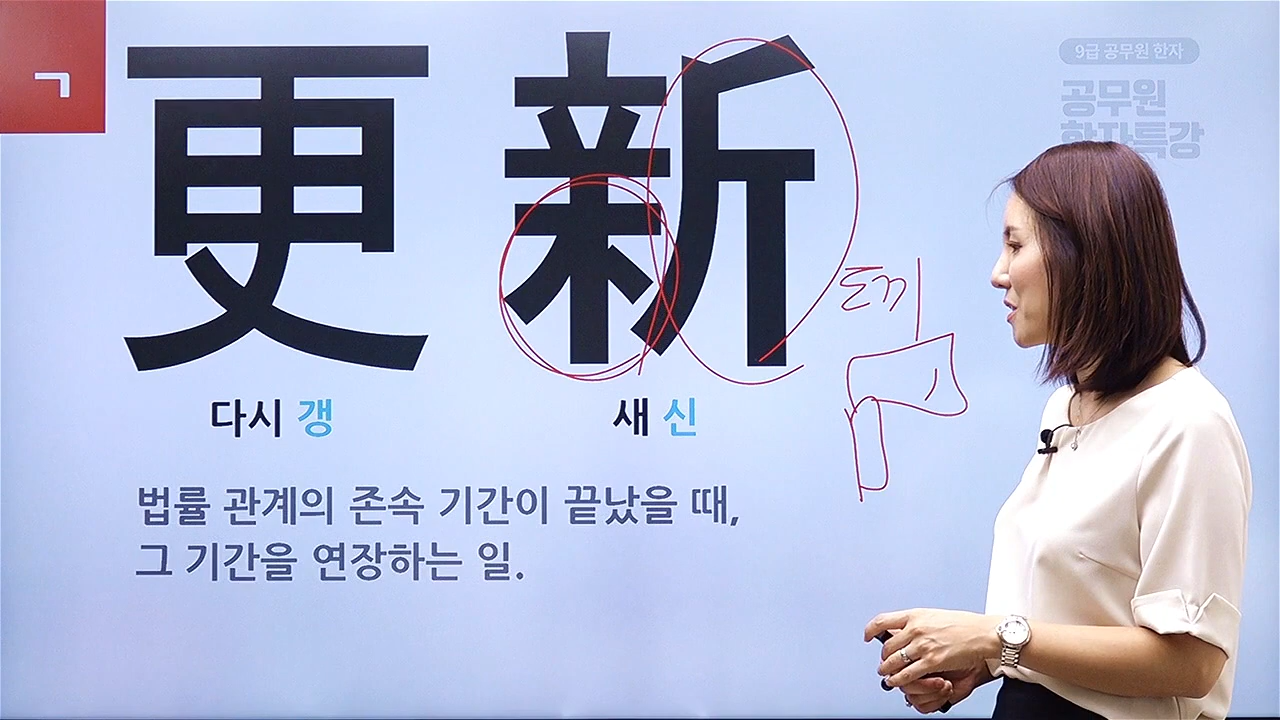 ㄱ
更新
9급 공무원 한자
공무원
한자특강
도끼
다시 갱
새 신
법률 관계의 존속 기간이 끝났을 때,
그 기간을 연장하는 일.